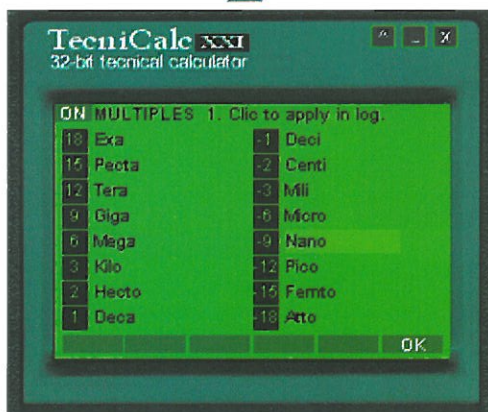 TecniCalc XXI
^ _ X
32-bit tecnical calculator
ON MULTIPLES 1. Clic to apply in log.
18 Exa -1 Deci
15 Pecta -2 Centi
12 Tera -3 Mili
9 Giga -6 Micro
6 Mega -9 Nano
3 Kilo -12 Pico
2 Hecto -15 Femto
1 Deca -18 Atto
OK